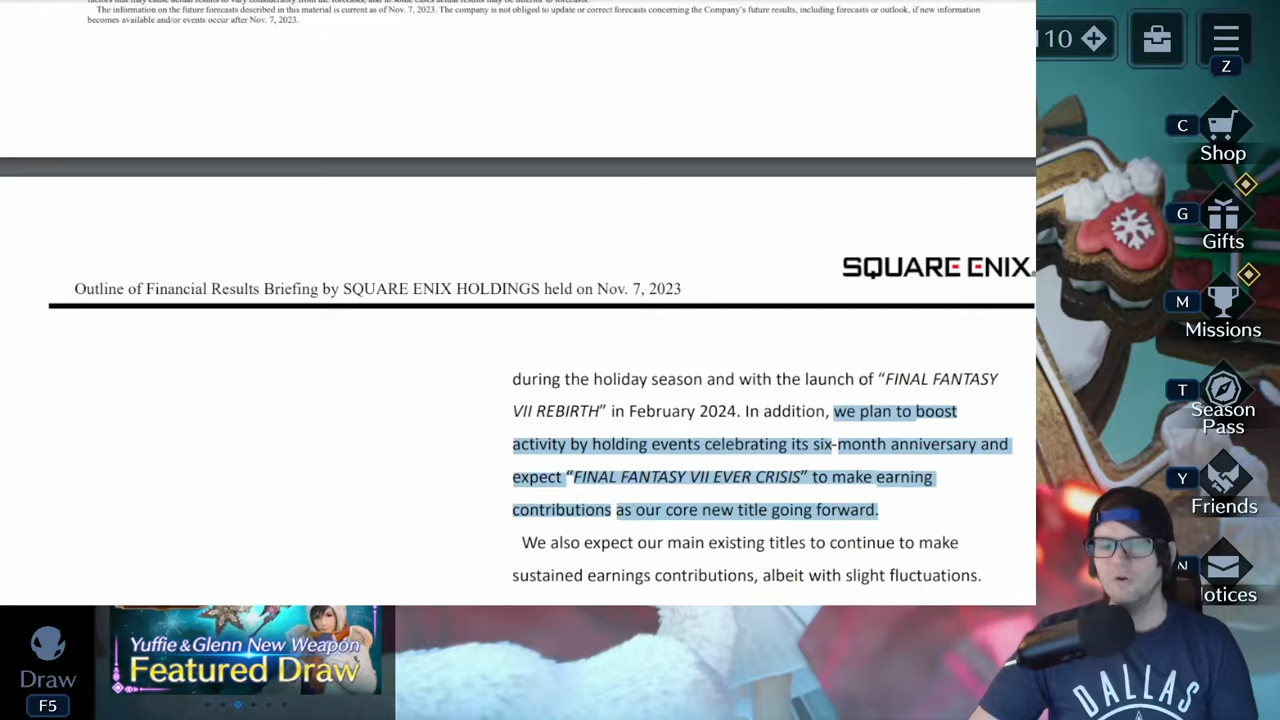 The information on the future forecasts described in this material is current as of Nov. 7, 2023. The company is not obliged to update or correct forecasts concerning the Company's future results, including forecasts or outlook, if new information
becomes available and/or events occur after Nov. 7, 2023.
SQUARE ENIX
Outline of Financial Results Briefing by SQUARE ENIX HOLDINGS held on Nov. 7, 2023
during the holiday season and with the launch of “FINAL FANTASY
VII REBIRTH” in February 2024. In addition, we plan to boost
activity by holding events celebrating its six-month anniversary and
expect “FINAL FANTASY VII EVER CRISIS” to make earning
contributions as our core new title going forward.
We also expect our main existing titles to continue to make
sustained earnings contributions, albeit with slight fluctuations.
110
Z
C
Shop
G
Gifts
M
Missions
T
Season
Pass
Y
Friends
N
otices
Draw
F5
Yuffie & Glenn New Weapon
Featured Draw
DALLAS